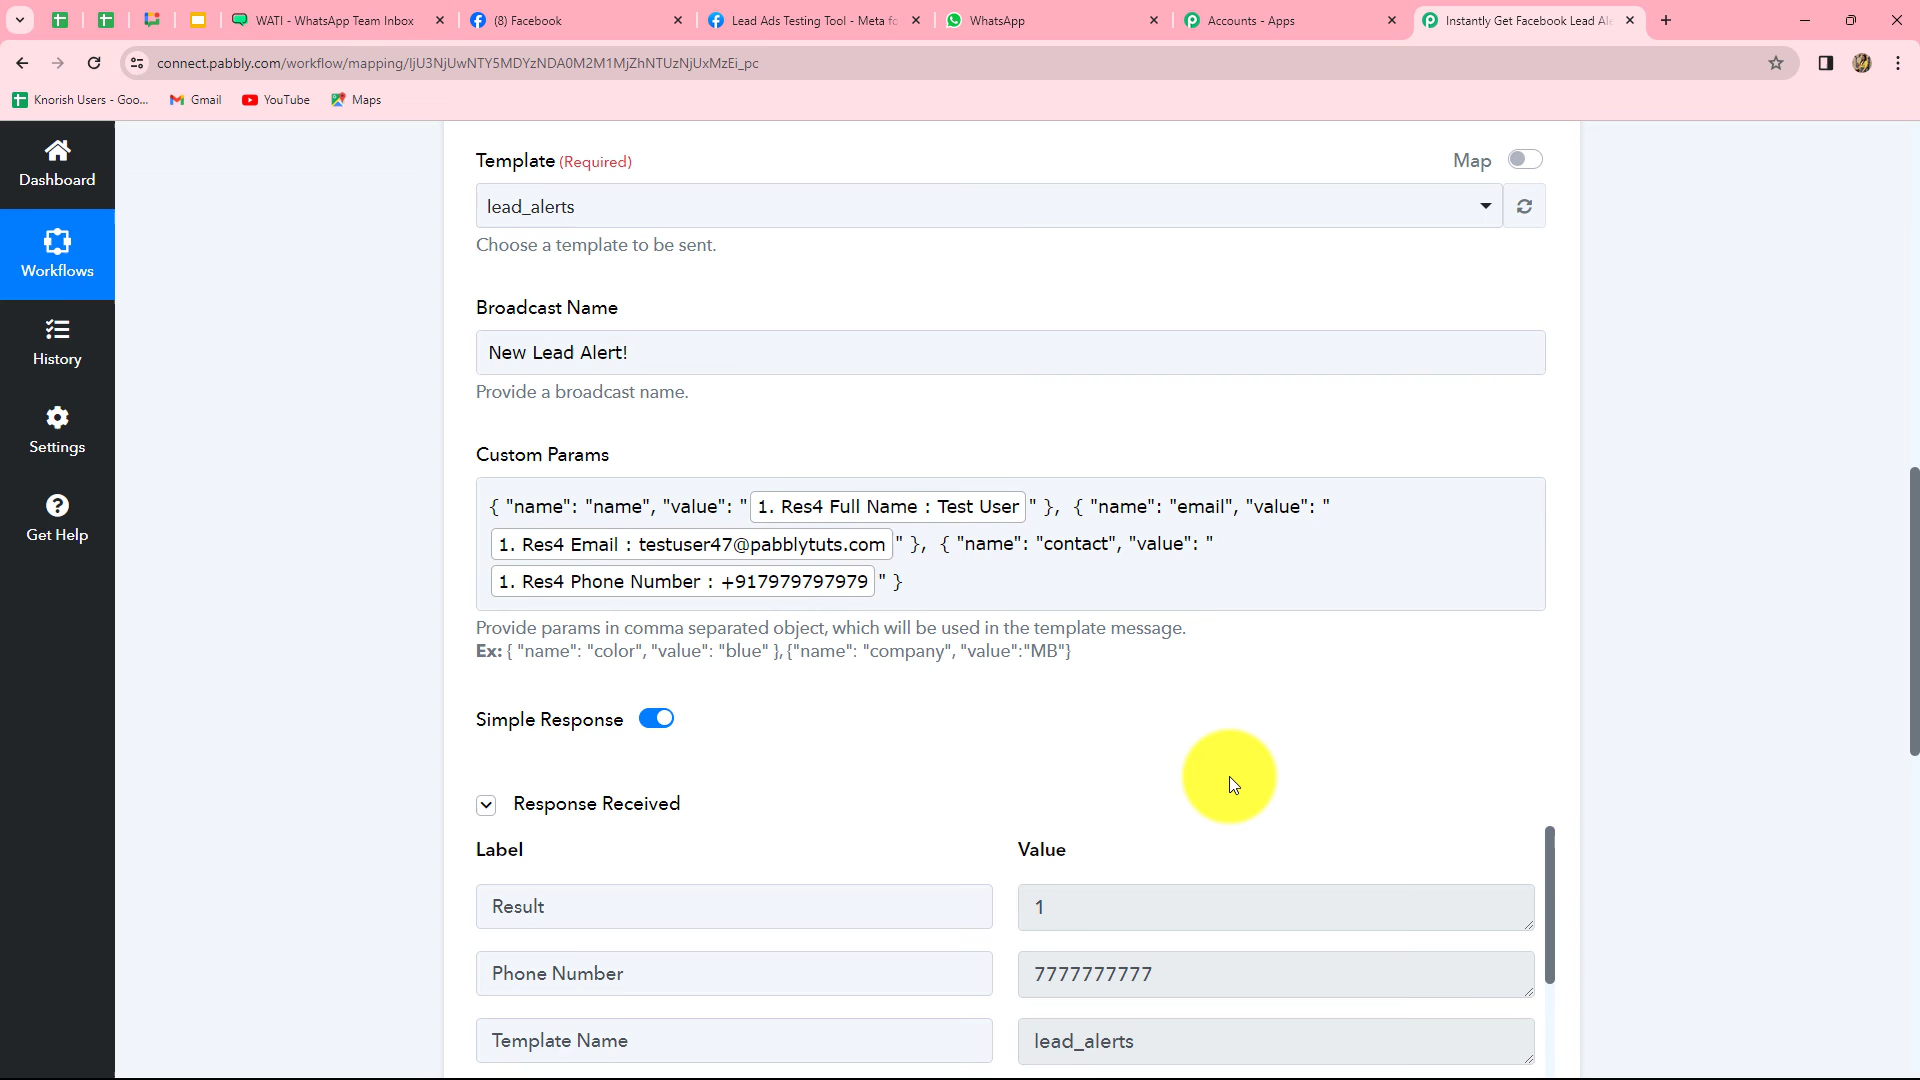 WATI - WhatsApp Team Inbox
(8) Facebook
Lead Ads Testing Tool - Meta fo
WhatsApp
Accounts - Apps
Instantly Get Facebook Lead Ale
connect.pabbly.com/workflow/mapping/IjU3NjUwNTY5MDYzNDA0M2M1MjZhNTUzNjUxMzEi_pc
Knorish Users - Goo...
Gmail
YouTube
Maps
Dashboard
Workflows
History
Settings
Get Help
Template (Required)
Map
lead_alerts
Choose a template to be sent.
Broadcast Name
New Lead Alert!
Provide a broadcast name.
Custom Params
{ "name": "name", "value": " 1. Res4 Full Name : Test User " }, { "name": "email", "value": "
1. Res4 Email : testuser47@pabblytuts.com " }, { "name": "contact", "value": "
1. Res4 Phone Number : +917979797979 " }
Provide params in comma separated object, which will be used in the template message.
Ex: { "name": "color", "value": "blue" },{"name": "company", "value":"MB"}
Simple Response
Response Received
Label
Value
Result
1
Phone Number
7777777777
Template Name
lead_alerts